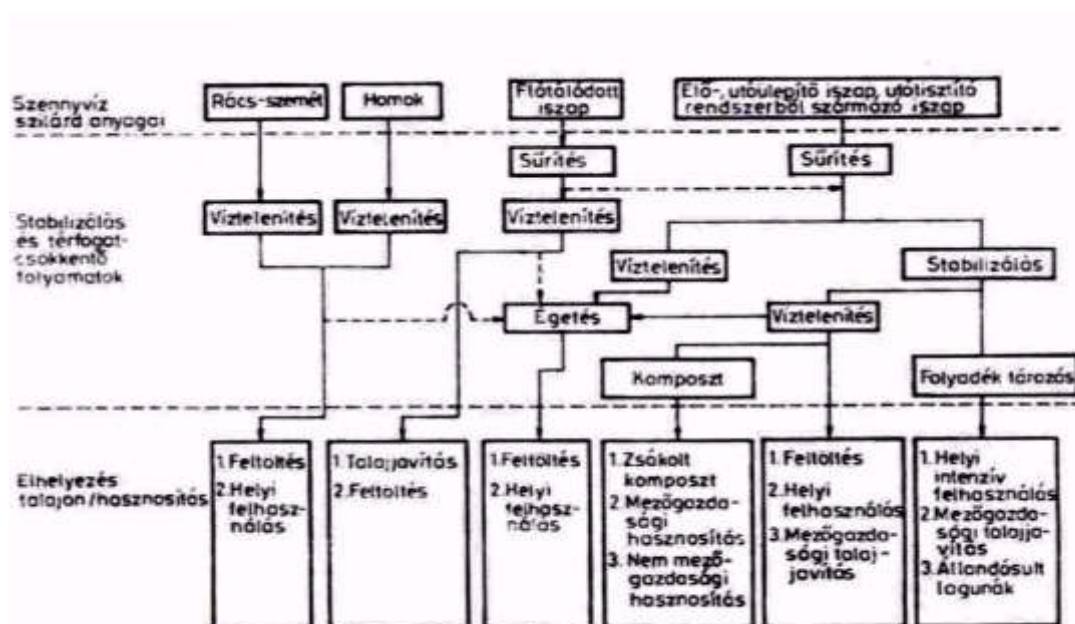 Szennyvíz
szilárd anyagai
Rács-szemét
Homok
Flotálódott
iszap
Elő-, utóülepítő iszap, utótisztító
rendszerből származó iszap
Sűrítés
Sűrítés
Stabilizálás
és térfogat-
csökkentő
folyamatok
Víztelenítés
Víztelenítés
Víztelenítés
Víztelenítés
Stabilizálás
Égetés
Víztelenítés
Komposzt
Folyadék tározás
Elhelyezés
talajon/hasznosítás
1. Feltöltés
2. Helyi
felhasz-
nálás
1. Talajjavítás
2. Feltöltés
1. Feltöltés
2. Helyi
felhasz-
nálás
1. Zsákolt
komposzt
2. Mezőgazda-
sági
hasznosítás
3. Nem mező-
gazdasági
hasznosítás
1. Feltöltés
2. Helyi
felhasználás
3. Mezőgazda-
sági talaj-
javítás
1. Helyi
intenzív
felhasználás
2. Mezőgazda-
sági talajja-
vítás
3. Állandósult
lagunák